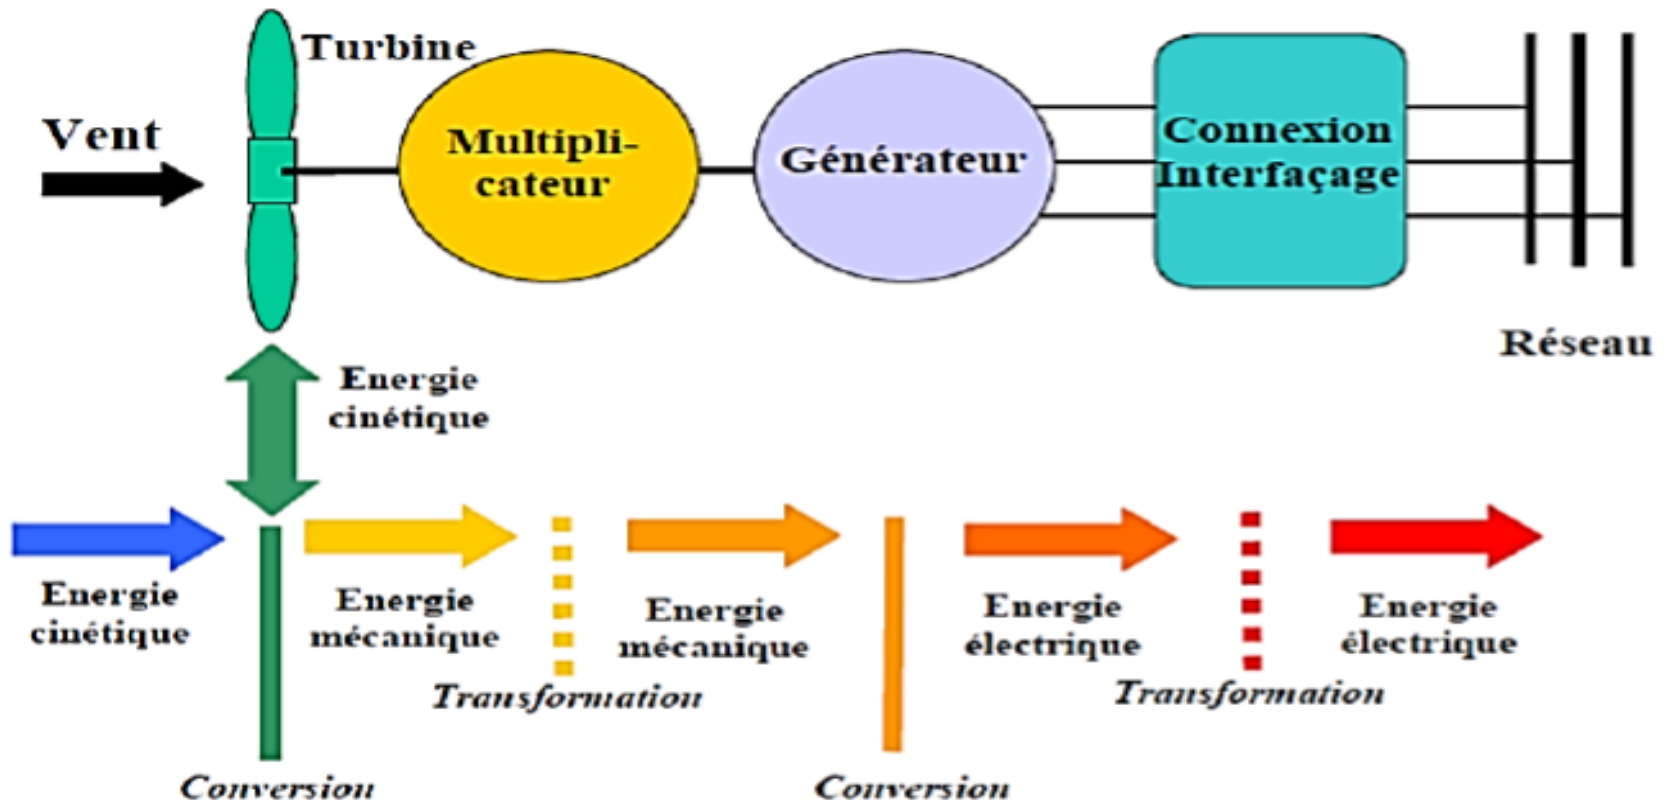 Turbine
Vent
Multipli-
cateur
Générateur
Connexion
Interfaçage
Réseau
Energie
cinétique
Energie
cinétique
Energie
mécanique
Energie
mécanique
Energie
électrique
Energie
électrique
Transformation
Transformation
Conversion
Conversion